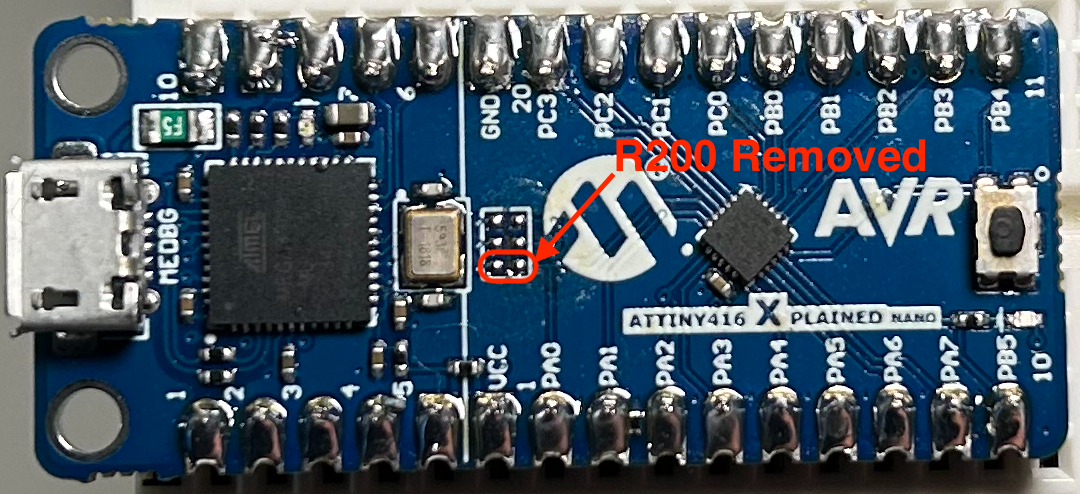 10
7
6
GND
20
PC3
PC2
PC1
PC0
PB0
PB1
PB2
PB3
PB4
11
R200 Removed
MEDBG
AVR
ATTINY416 XPLAINED NANO
1
2
3
4
5
VCC
1
PA0
PA1
PA2
PA3
PA4
PA5
PA6
PA7
PB5
10